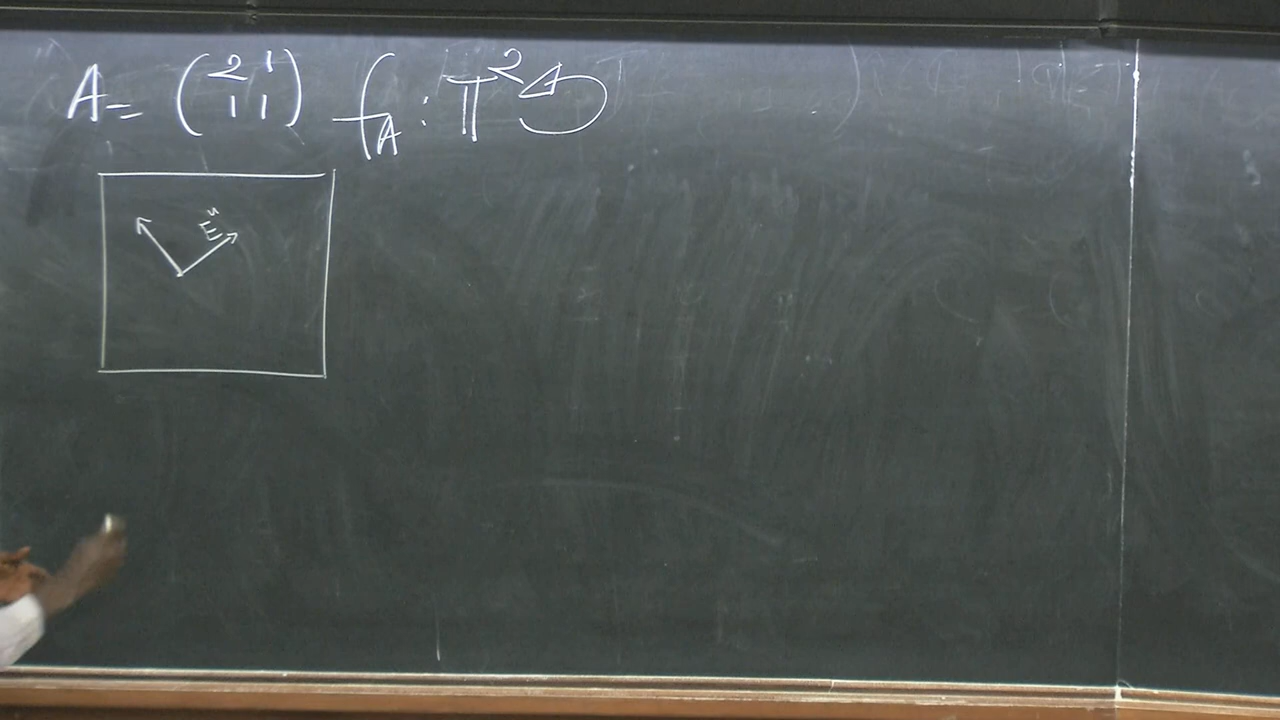 A = (2 1
1 1) f_A : 𝕋² ↺
E^u